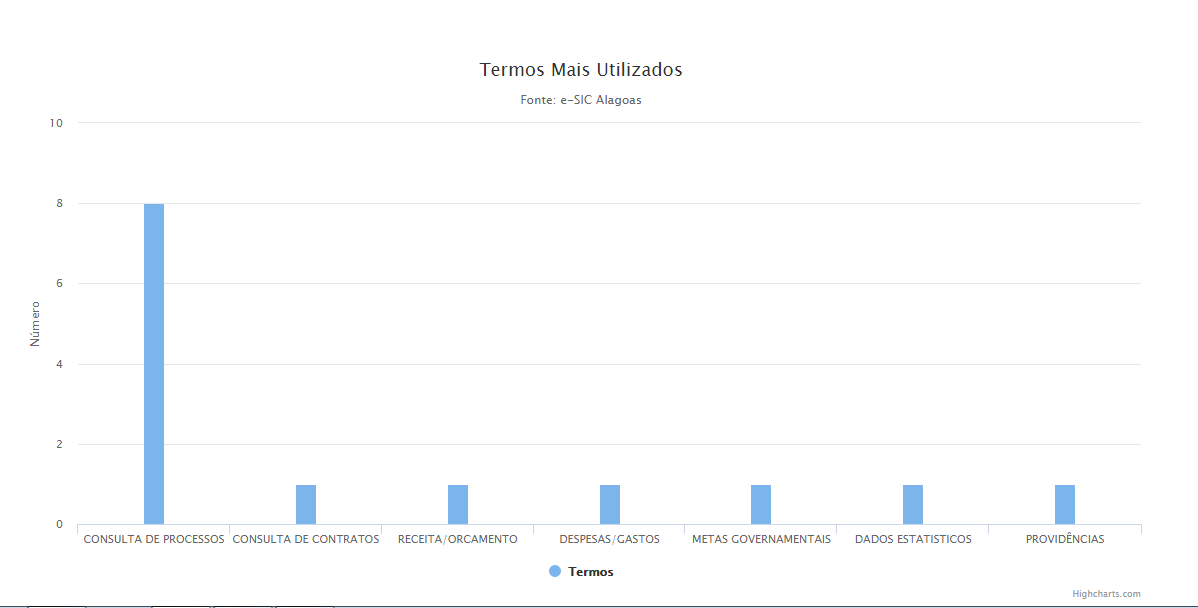 Termos Mais Utilizados
Fonte: e-SIC Alagoas
10
8
6
4
2
0
Número
CONSULTA DE PROCESSOS CONSULTA DE CONTRATOS RECEITA/ORCAMENTO DESPESAS/GASTOS METAS GOVERNAMENTAIS DADOS ESTATISTICOS PROVIDÊNCIAS
Termos
Highcharts.com